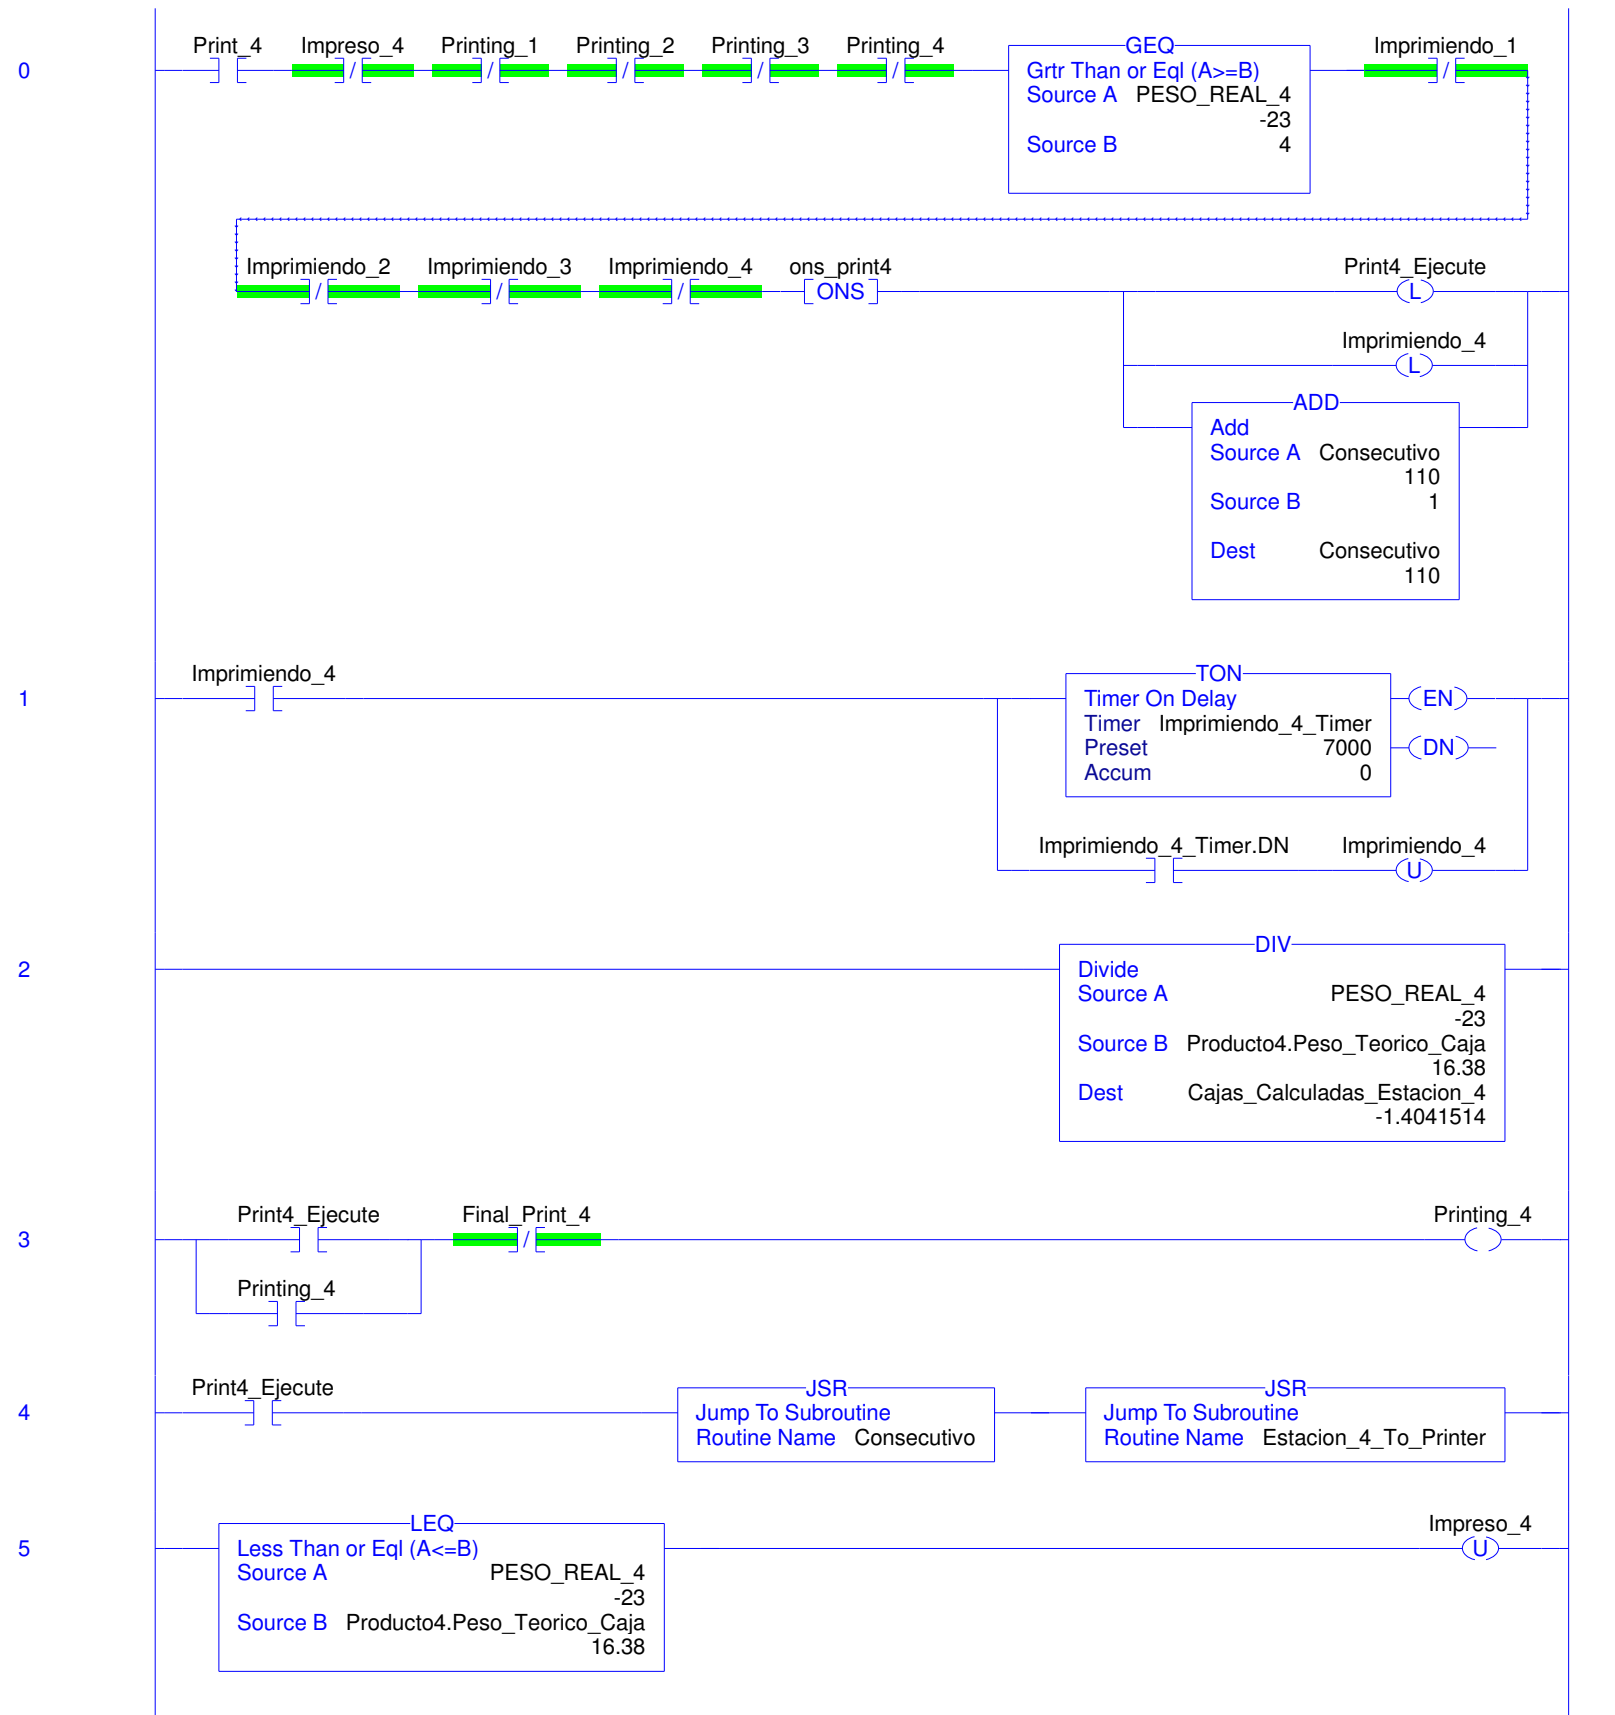 0
Print_4 Impreso_4 Printing_1 Printing_2 Printing_3 Printing_4 GEQ Imprimiendo_1
/ / / / / /
Grtr Than or Eql (A>=B)
Source A PESO_REAL_4
-23
Source B 4
Imprimiendo_2 Imprimiendo_3 Imprimiendo_4 ons_print4 Print4_Ejecute
/ / / ONS L
Imprimiendo_4
L
ADD
Add
Source A Consecutivo
110
Source B 1
Dest Consecutivo
110
1
Imprimiendo_4 TON
Timer On Delay EN
Timer Imprimiendo_4_Timer
Preset 7000 DN
Accum 0
Imprimiendo_4_Timer.DN Imprimiendo_4
U
2
DIV
Divide
Source A PESO_REAL_4
-23
Source B Producto4.Peso_Teorico_Caja
16.38
Dest Cajas_Calculadas_Estacion_4
-1.4041514
3
Print4_Ejecute Final_Print_4 Printing_4
/
Printing_4
4
Print4_Ejecute JSR JSR
Jump To Subroutine Jump To Subroutine
Routine Name Consecutivo Routine Name Estacion_4_To_Printer
5
LEQ Impreso_4
Less Than or Eql (A<=B) U
Source A PESO_REAL_4
-23
Source B Producto4.Peso_Teorico_Caja
16.38